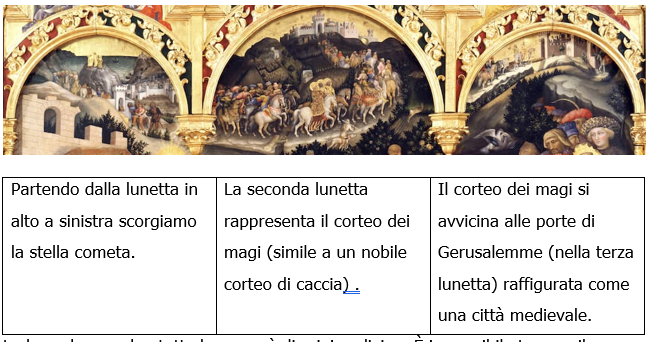 Partendo dalla lunetta in
alto a sinistra scorgiamo
la stella cometa.
La seconda lunetta
rappresenta il corteo dei
magi (simile a un nobile
corteo di caccia) .
Il corteo dei magi si
avvicina alle porte di
Gerusalemme (nella terza
lunetta) raffigurata come
una città medievale.